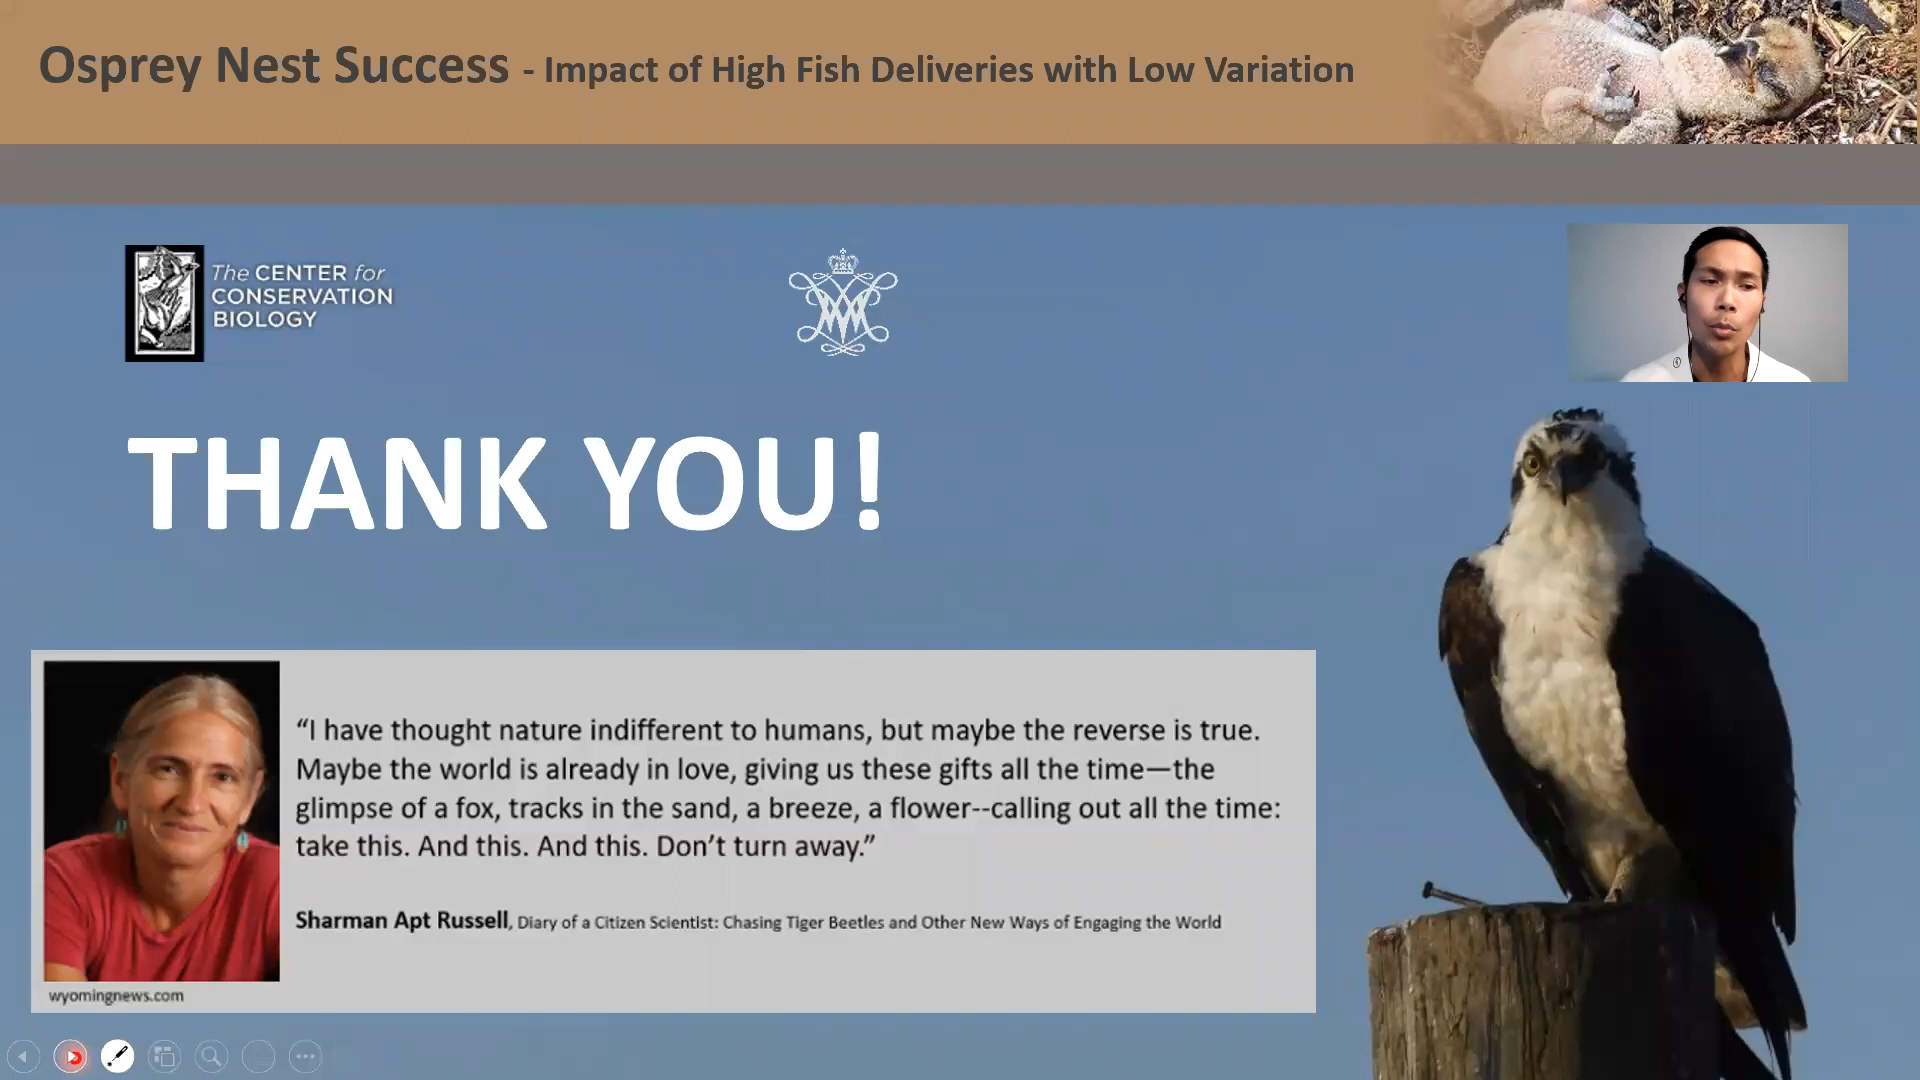 Osprey Nest Success - Impact of High Fish Deliveries with Low Variation
The CENTER for
CONSERVATION
BIOLOGY
THANK YOU!
“I have thought nature indifferent to humans, but maybe the reverse is true.
Maybe the world is already in love, giving us these gifts all the time—the
glimpse of a fox, tracks in the sand, a breeze, a flower--calling out all the time:
take this. And this. And this. Don’t turn away.”
Sharman Apt Russell, Diary of a Citizen Scientist: Chasing Tiger Beetles and Other New Ways of Engaging the World
wyomingnews.com